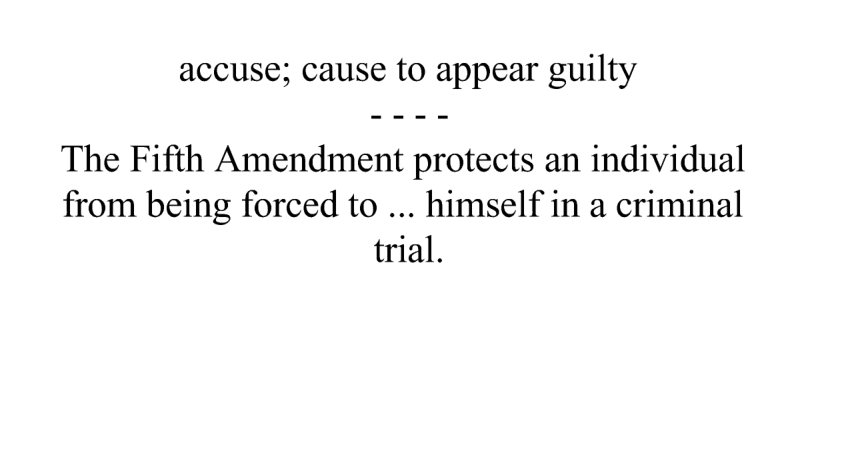 accuse; cause to appear guilty
- - - -
The Fifth Amendment protects an individual
from being forced to ... himself in a criminal
trial.